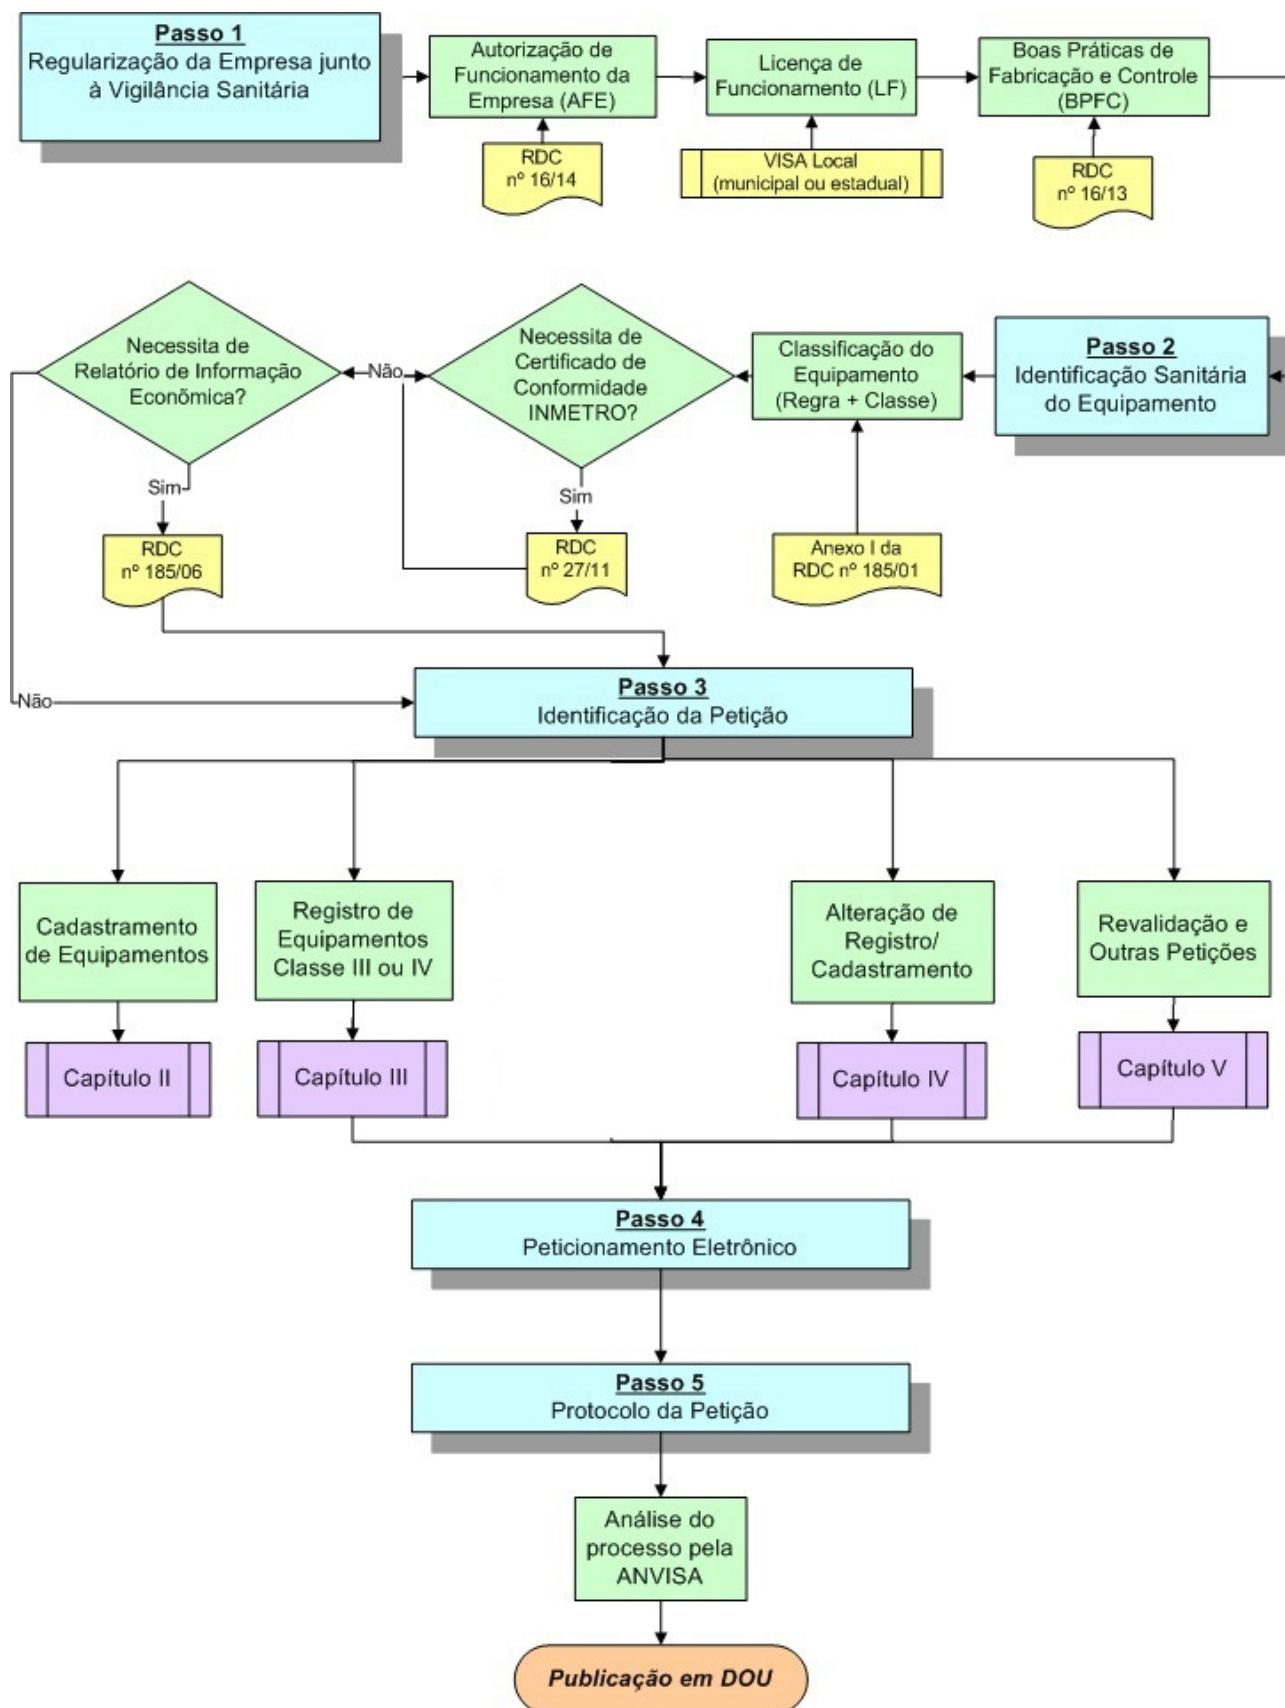 Passo 1
Regularização da Empresa junto
à Vigilância Sanitária
Autorização de
Funcionamento da
Empresa (AFE)
Licença de
Funcionamento (LF)
Boas Práticas de
Fabricação e Controle
(BPFC)
RDC
nº 16/14
VISA Local
(municipal ou estadual)
RDC
nº 16/13
Necessita de
Relatório de Informação
Econômica?
Não
Necessita de
Certificado de
Conformidade
INMETRO?
Classificação do
Equipamento
(Regra + Classe)
Passo 2
Identificação Sanitária
do Equipamento
Sim
Sim
RDC
nº 185/06
RDC
nº 27/11
Anexo I da
RDC nº 185/01
Não
Passo 3
Identificação da Petição
Cadastramento
de Equipamentos
Registro de
Equipamentos
Classe III ou IV
Alteração de
Registro/
Cadastramento
Revalidação e
Outras Petições
Capítulo II
Capítulo III
Capítulo IV
Capítulo V
Passo 4
Peticionamento Eletrônico
Passo 5
Protocolo da Petição
Análise do
processo pela
ANVISA
Publicação em DOU